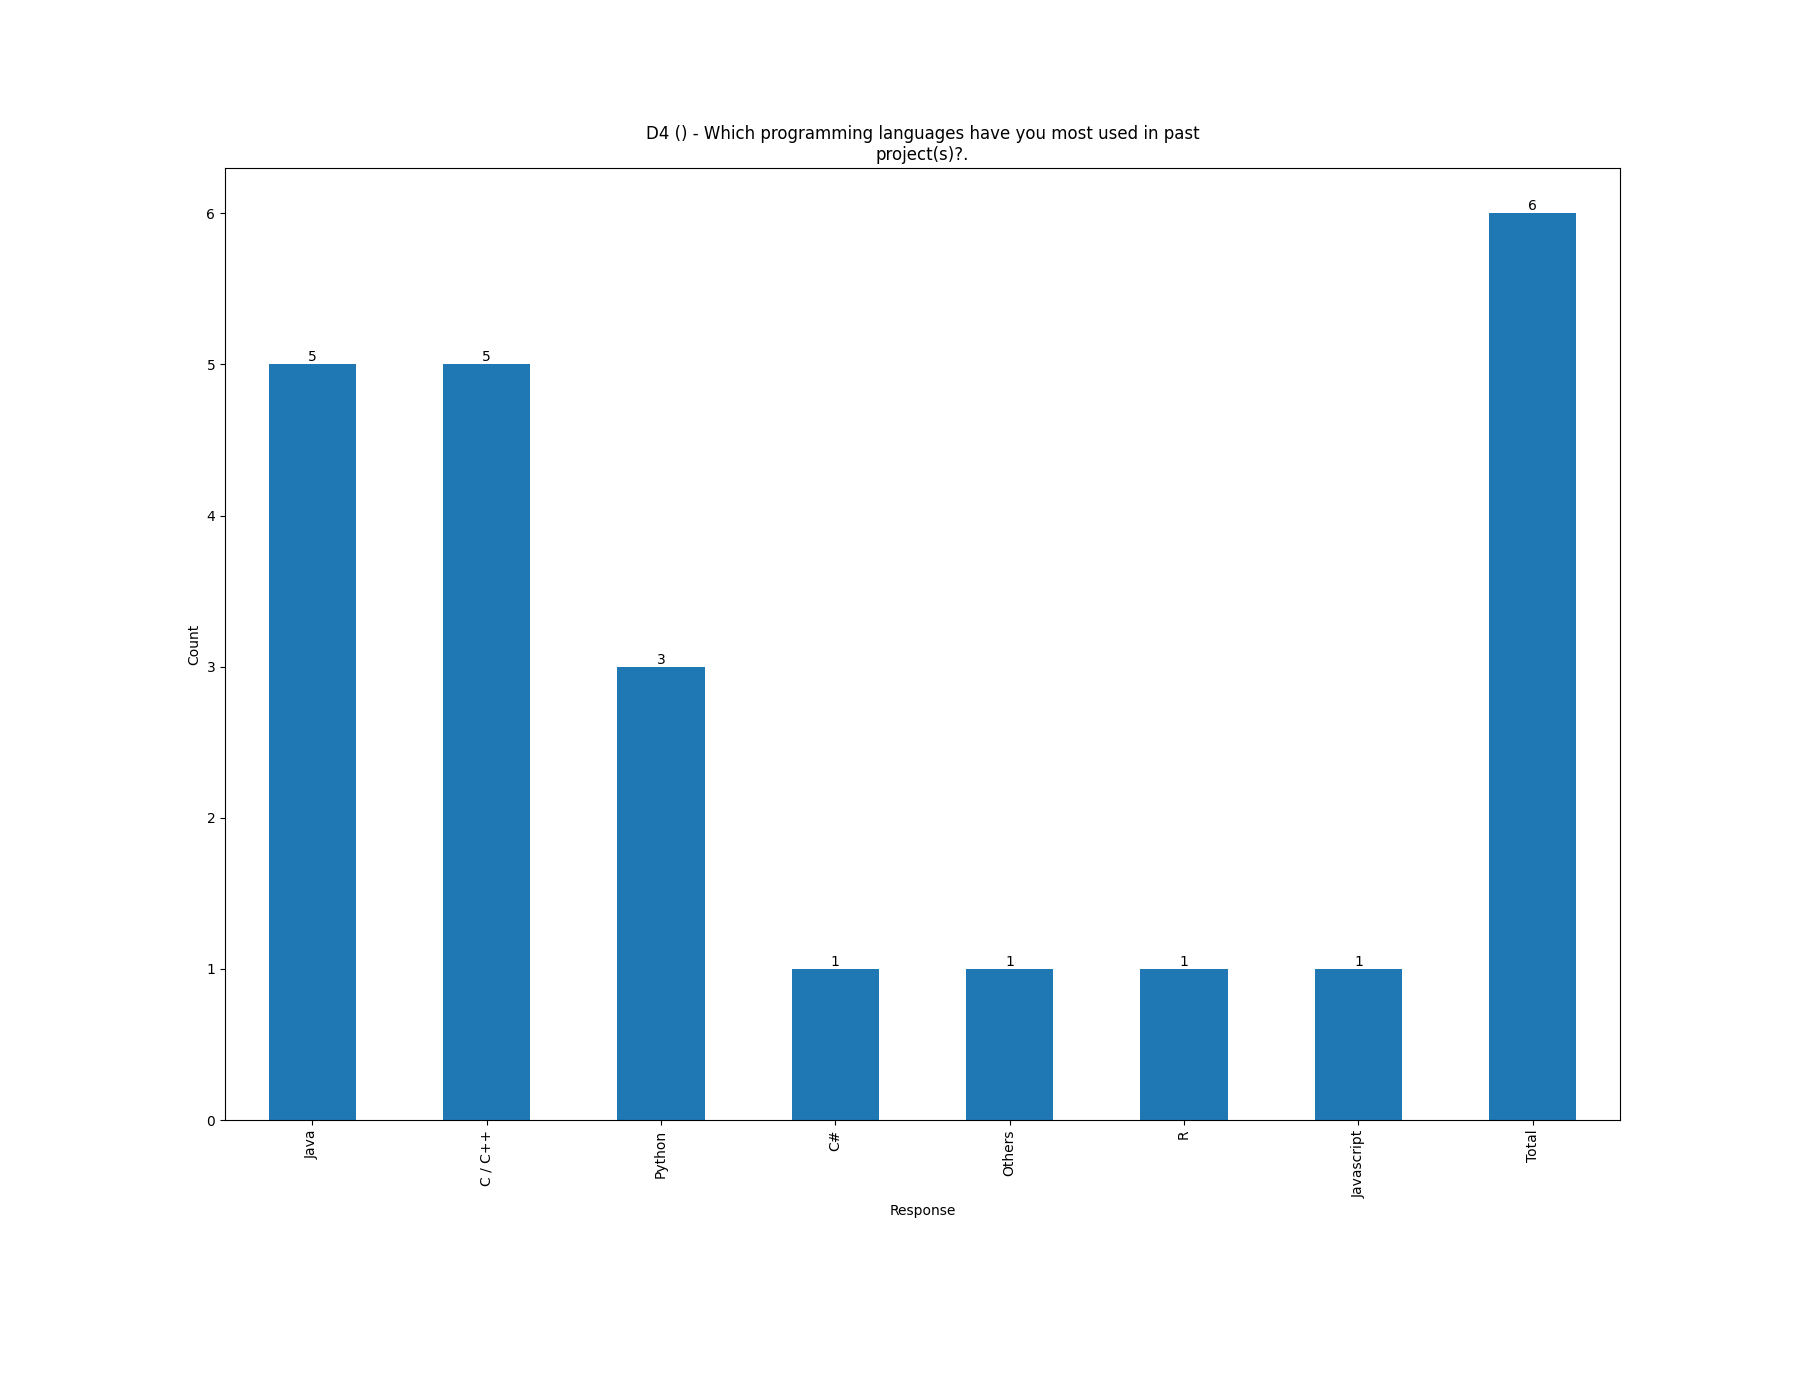 D4 () - Which programming languages have you most used in past
project(s)?.
6
5
4
3
2
1
0
Count
5
5
3
1
1
1
1
6
Java
C / C++
Python
C#
Others
R
Javascript
Total
Response